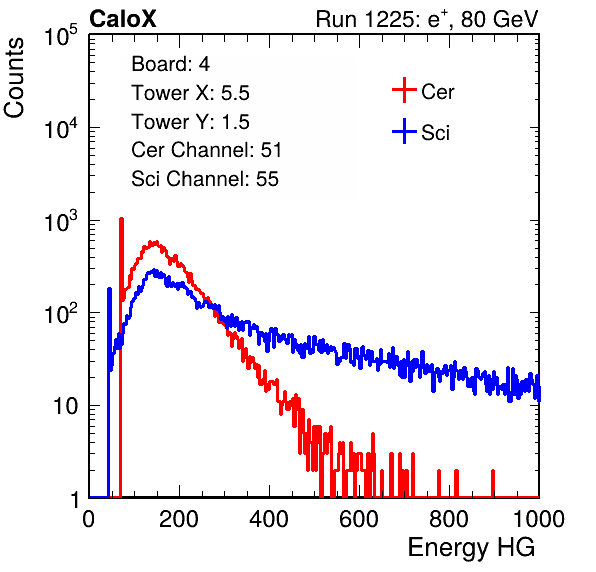 CaloX Run 1225: e⁺, 80 GeV
Counts
Board: 4
Tower X: 5.5
Tower Y: 1.5
Cer Channel: 51
Sci Channel: 55
Cer
Sci
10⁵
10⁴
10³
10²
10
1
0 200 400 600 800 1000
Energy HG